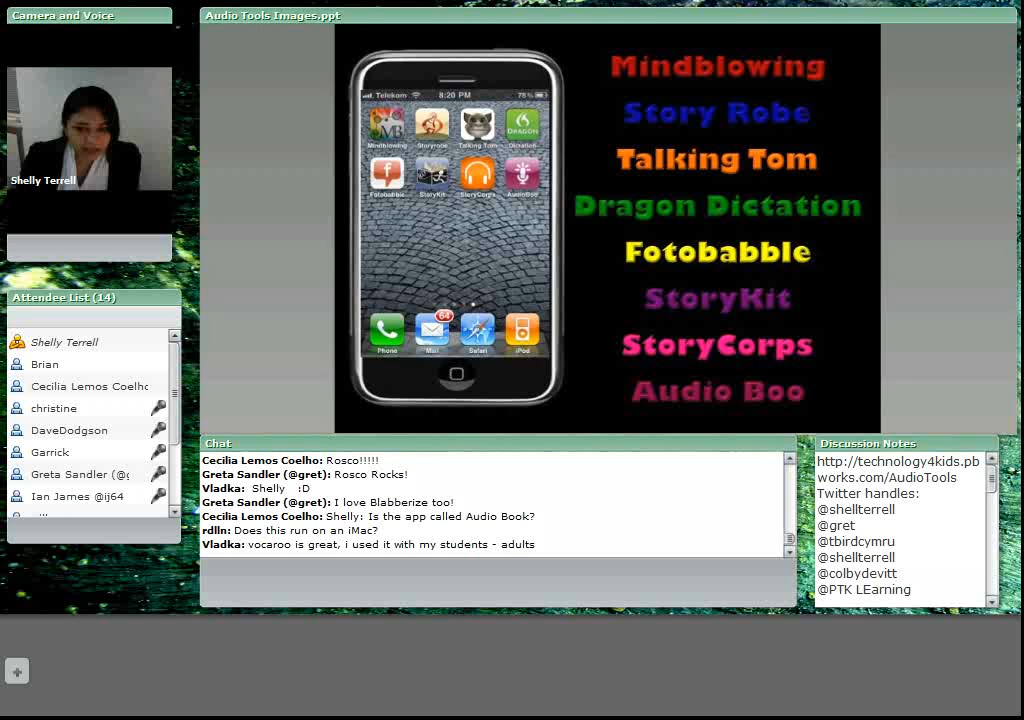 Camera and Voice
Shelly Terrell
Attendee List (14)
Shelly Terrell
Brian
Cecilia Lemos Coelho
christine
DaveDodgson
Garrick
Greta Sandler (@g
Ian James @ij64
Audio Tools Images.ppt
Telekom 8:20 PM 75%
MB DRAGON
Mindblowing Storyrobe Talking Tom Dictation
Fotobabble StoryKit StoryCorps AudioBoo
64
Phone Mail Safari iPod
Mindblowing
Story Robe
Talking Tom
Dragon Dictation
Fotobabble
StoryKit
StoryCorps
Audio Boo
Chat
Cecilia Lemos Coelho: Rosco!!!!!
Greta Sandler (@gret): Rosco Rocks!
Vladka: Shelly :D
Greta Sandler (@gret): I love Blabberize too!
Cecilia Lemos Coelho: Shelly: Is the app called Audio Book?
rdlln: Does this run on an iMac?
Vladka: vocaroo is great, i used it with my students - adults
Discussion Notes
http://technology4kids.pb
works.com/AudioTools
Twitter handles:
@shellterrell
@gret
@tbirdcymru
@shellterrell
@colbydevitt
@PTK LEarning